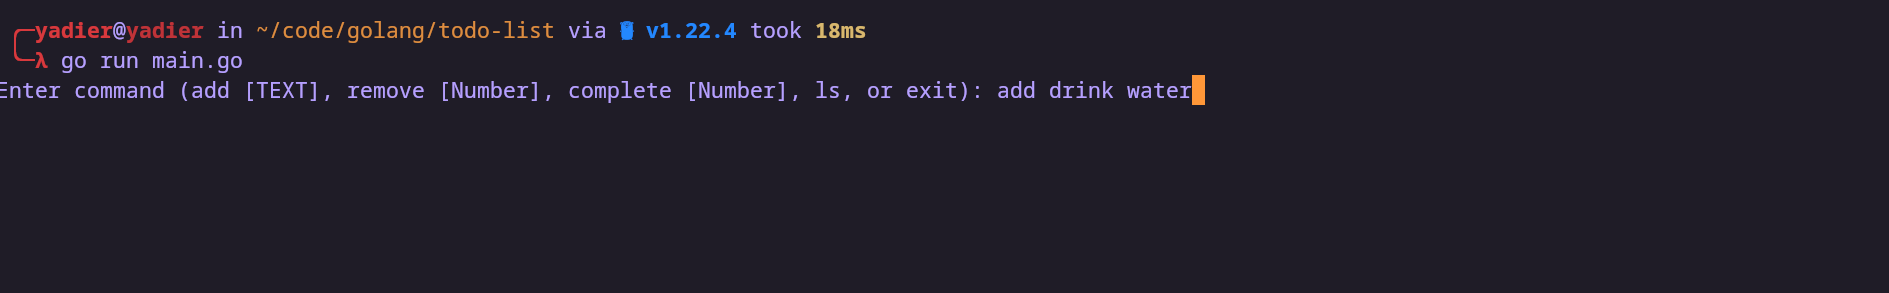 yadier@yadier in ~/code/golang/todo-list via v1.22.4 took 18ms
λ go run main.go
Enter command (add [TEXT], remove [Number], complete [Number], ls, or exit): add drink water